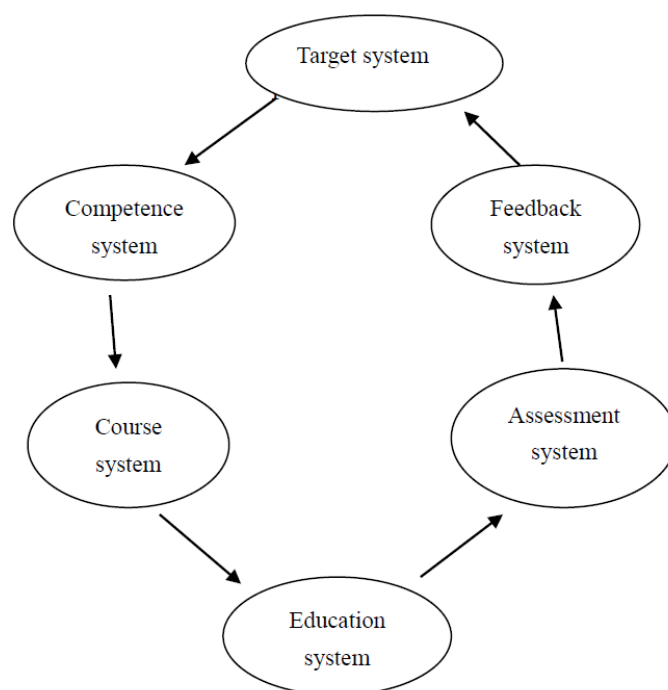 Target system
Competence
system
Feedback
system
Course
system
Assessment
system
Education
system